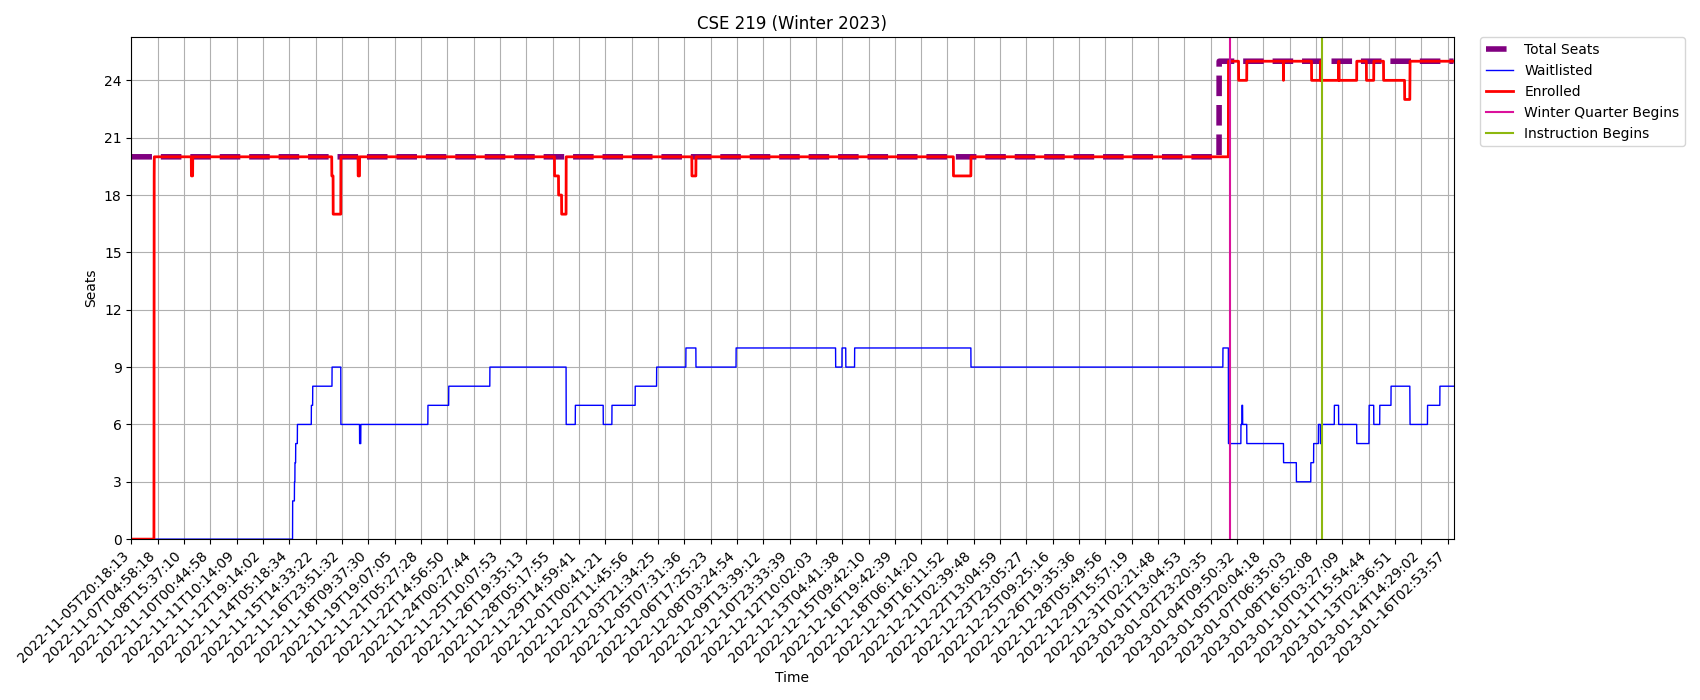 CSE 219 (Winter 2023)
Total Seats
Waitlisted
Enrolled
Winter Quarter Begins
Instruction Begins
Seats
24
21
18
15
12
9
6
3
0
2022-11-05T20:18:13
2022-11-07T04:58:18
2022-11-08T15:37:10
2022-11-10T00:44:58
2022-11-11T10:14:09
2022-11-12T19:14:02
2022-11-14T05:18:34
2022-11-15T14:33:22
2022-11-16T23:51:32
2022-11-18T09:37:30
2022-11-19T19:07:05
2022-11-21T05:27:28
2022-11-22T14:56:50
2022-11-24T00:27:44
2022-11-25T10:07:53
2022-11-26T19:35:13
2022-11-28T05:17:55
2022-11-29T14:59:41
2022-12-01T00:41:21
2022-12-02T11:45:56
2022-12-03T21:34:25
2022-12-05T07:31:36
2022-12-06T17:25:23
2022-12-08T03:24:54
2022-12-09T13:39:12
2022-12-10T23:33:39
2022-12-12T10:02:03
2022-12-13T04:41:38
2022-12-15T09:42:10
2022-12-16T19:42:39
2022-12-18T06:14:20
2022-12-19T16:11:52
2022-12-21T02:39:48
2022-12-22T13:04:59
2022-12-23T23:05:27
2022-12-25T09:25:16
2022-12-26T19:35:36
2022-12-28T05:49:56
2022-12-29T15:57:19
2022-12-31T02:21:48
2023-01-01T13:04:53
2023-01-02T23:20:35
2023-01-04T09:50:32
2023-01-05T20:04:18
2023-01-07T06:35:03
2023-01-08T16:52:08
2023-01-10T03:27:09
2023-01-11T15:54:44
2023-01-13T02:36:51
2023-01-14T14:29:02
2023-01-16T02:53:57
Time